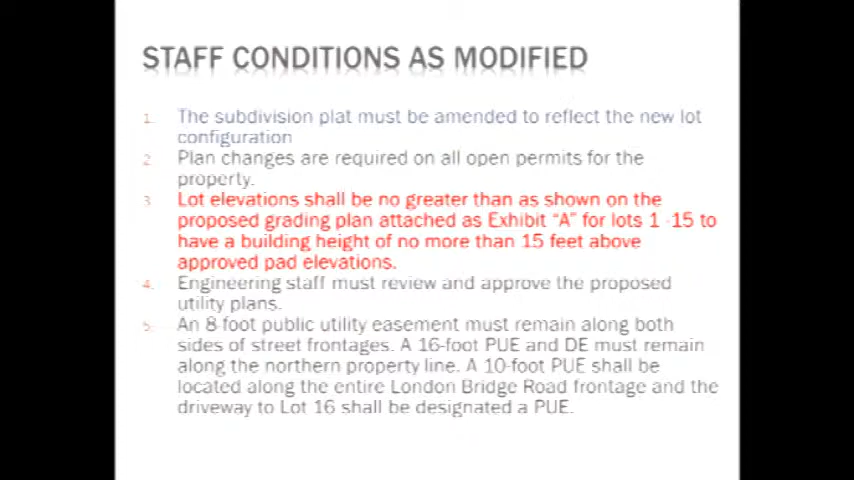 STAFF CONDITIONS AS MODIFIED
1. The subdivision plat must be amended to reflect the new lot
configuration
2. Plan changes are required on all open permits for the
property.
3. Lot elevations shall be no greater than as shown on the
proposed grading plan attached as Exhibit “A” for lots 1 -15 to
have a building height of no more than 15 feet above
approved pad elevations.
4. Engineering staff must review and approve the proposed
utility plans.
5. An 8-foot public utility easement must remain along both
sides of street frontages. A 16-foot PUE and DE must remain
along the northern property line. A 10-foot PUE shall be
located along the entire London Bridge Road frontage and the
driveway to Lot 16 shall be designated a PUE.